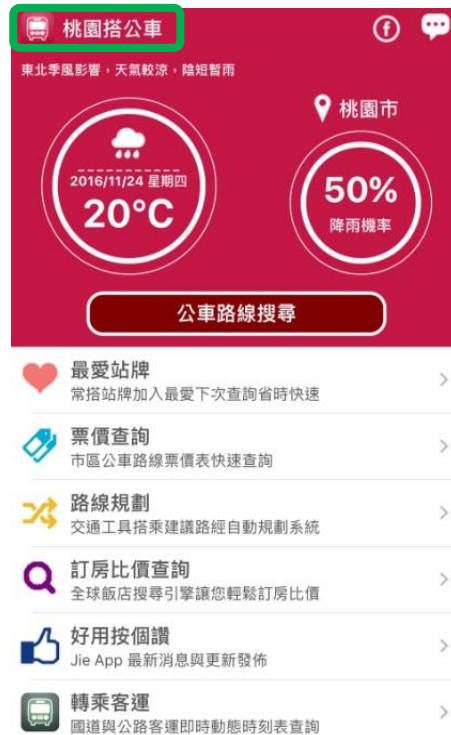 桃園搭公車
東北季風影響，天氣較涼，陰短暫雨
桃園市
2016/11/24 星期四
20°C
50%
降雨機率
公車路線搜尋
最愛站牌
常搭站牌加入最愛下次查詢省時快速
票價查詢
市區公車路線票價表快速查詢
路線規劃
交通工具搭乘建議路經自動規劃系統
訂房比價查詢
全球飯店搜尋引擎讓您輕鬆訂房比價
好用按個讚
Jie App 最新消息與更新發佈
轉乘客運
國道與公路客運即時動態時刻表查詢